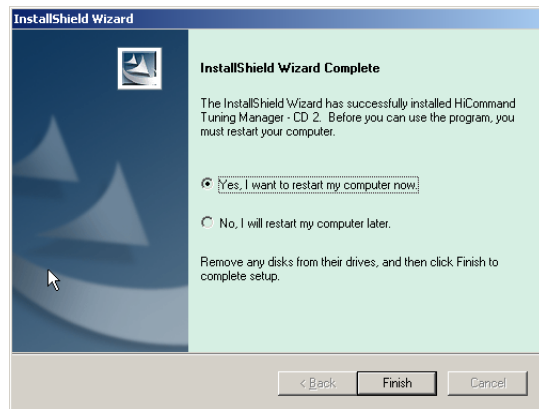 InstallShield Wizard
InstallShield Wizard Complete
The InstallShield Wizard has successfully installed HiCommand
Tuning Manager - CD 2. Before you can use the program, you
must restart your computer.
Yes, I want to restart my computer now.
No, I will restart my computer later.
Remove any disks from their drives, and then click Finish to
complete setup.
< Back
Finish
Cancel